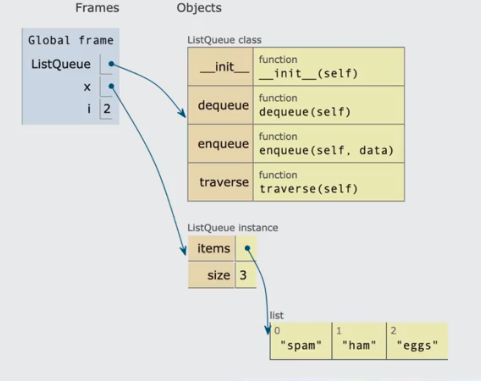 Frames Objects
Global frame
ListQueue
x
i 2
ListQueue class
__init__ function
__init__(self)
dequeue function
dequeue(self)
enqueue function
enqueue(self, data)
traverse function
traverse(self)
ListQueue instance
items
size 3
list
0 1 2
"spam" "ham" "eggs"